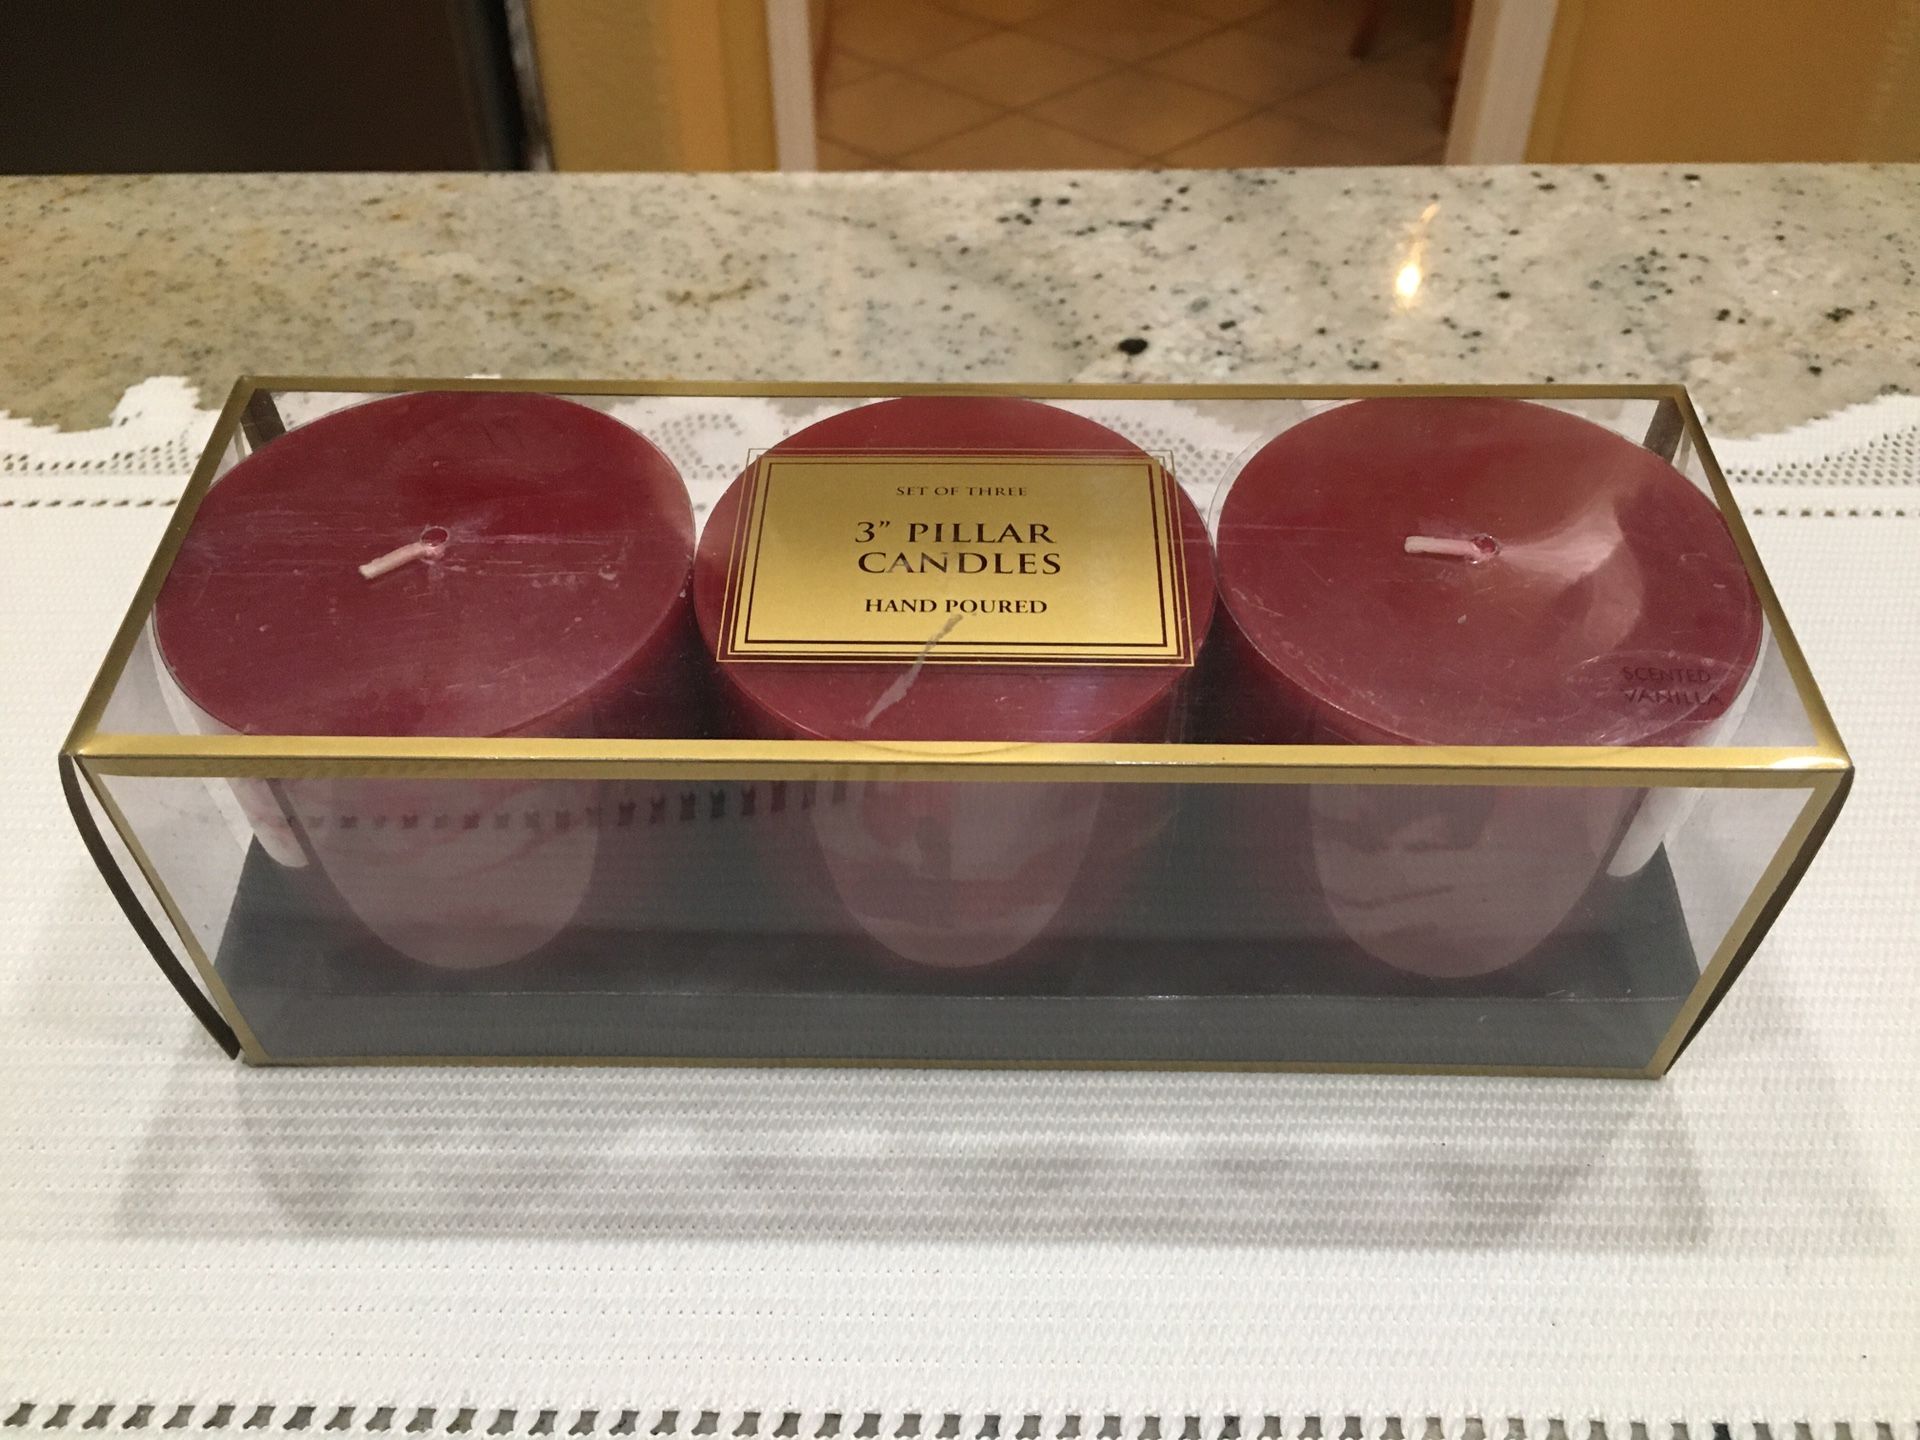 SET OF THREE
3” PILLAR
CANDLES
HAND POURED
SCENTED
VANILLA